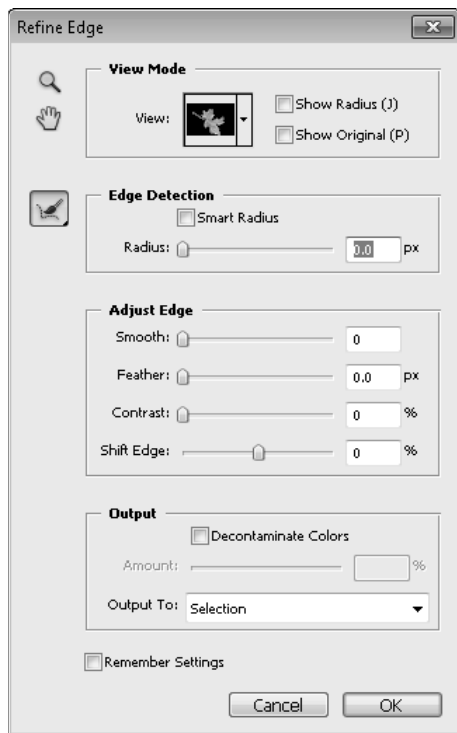 Refine Edge
View Mode
View:
Show Radius (J)
Show Original (P)
Edge Detection
Smart Radius
Radius: 0.0 px
Adjust Edge
Smooth: 0
Feather: 0.0 px
Contrast: 0 %
Shift Edge: 0 %
Output
Decontaminate Colors
Amount: %
Output To: Selection
Remember Settings
Cancel OK